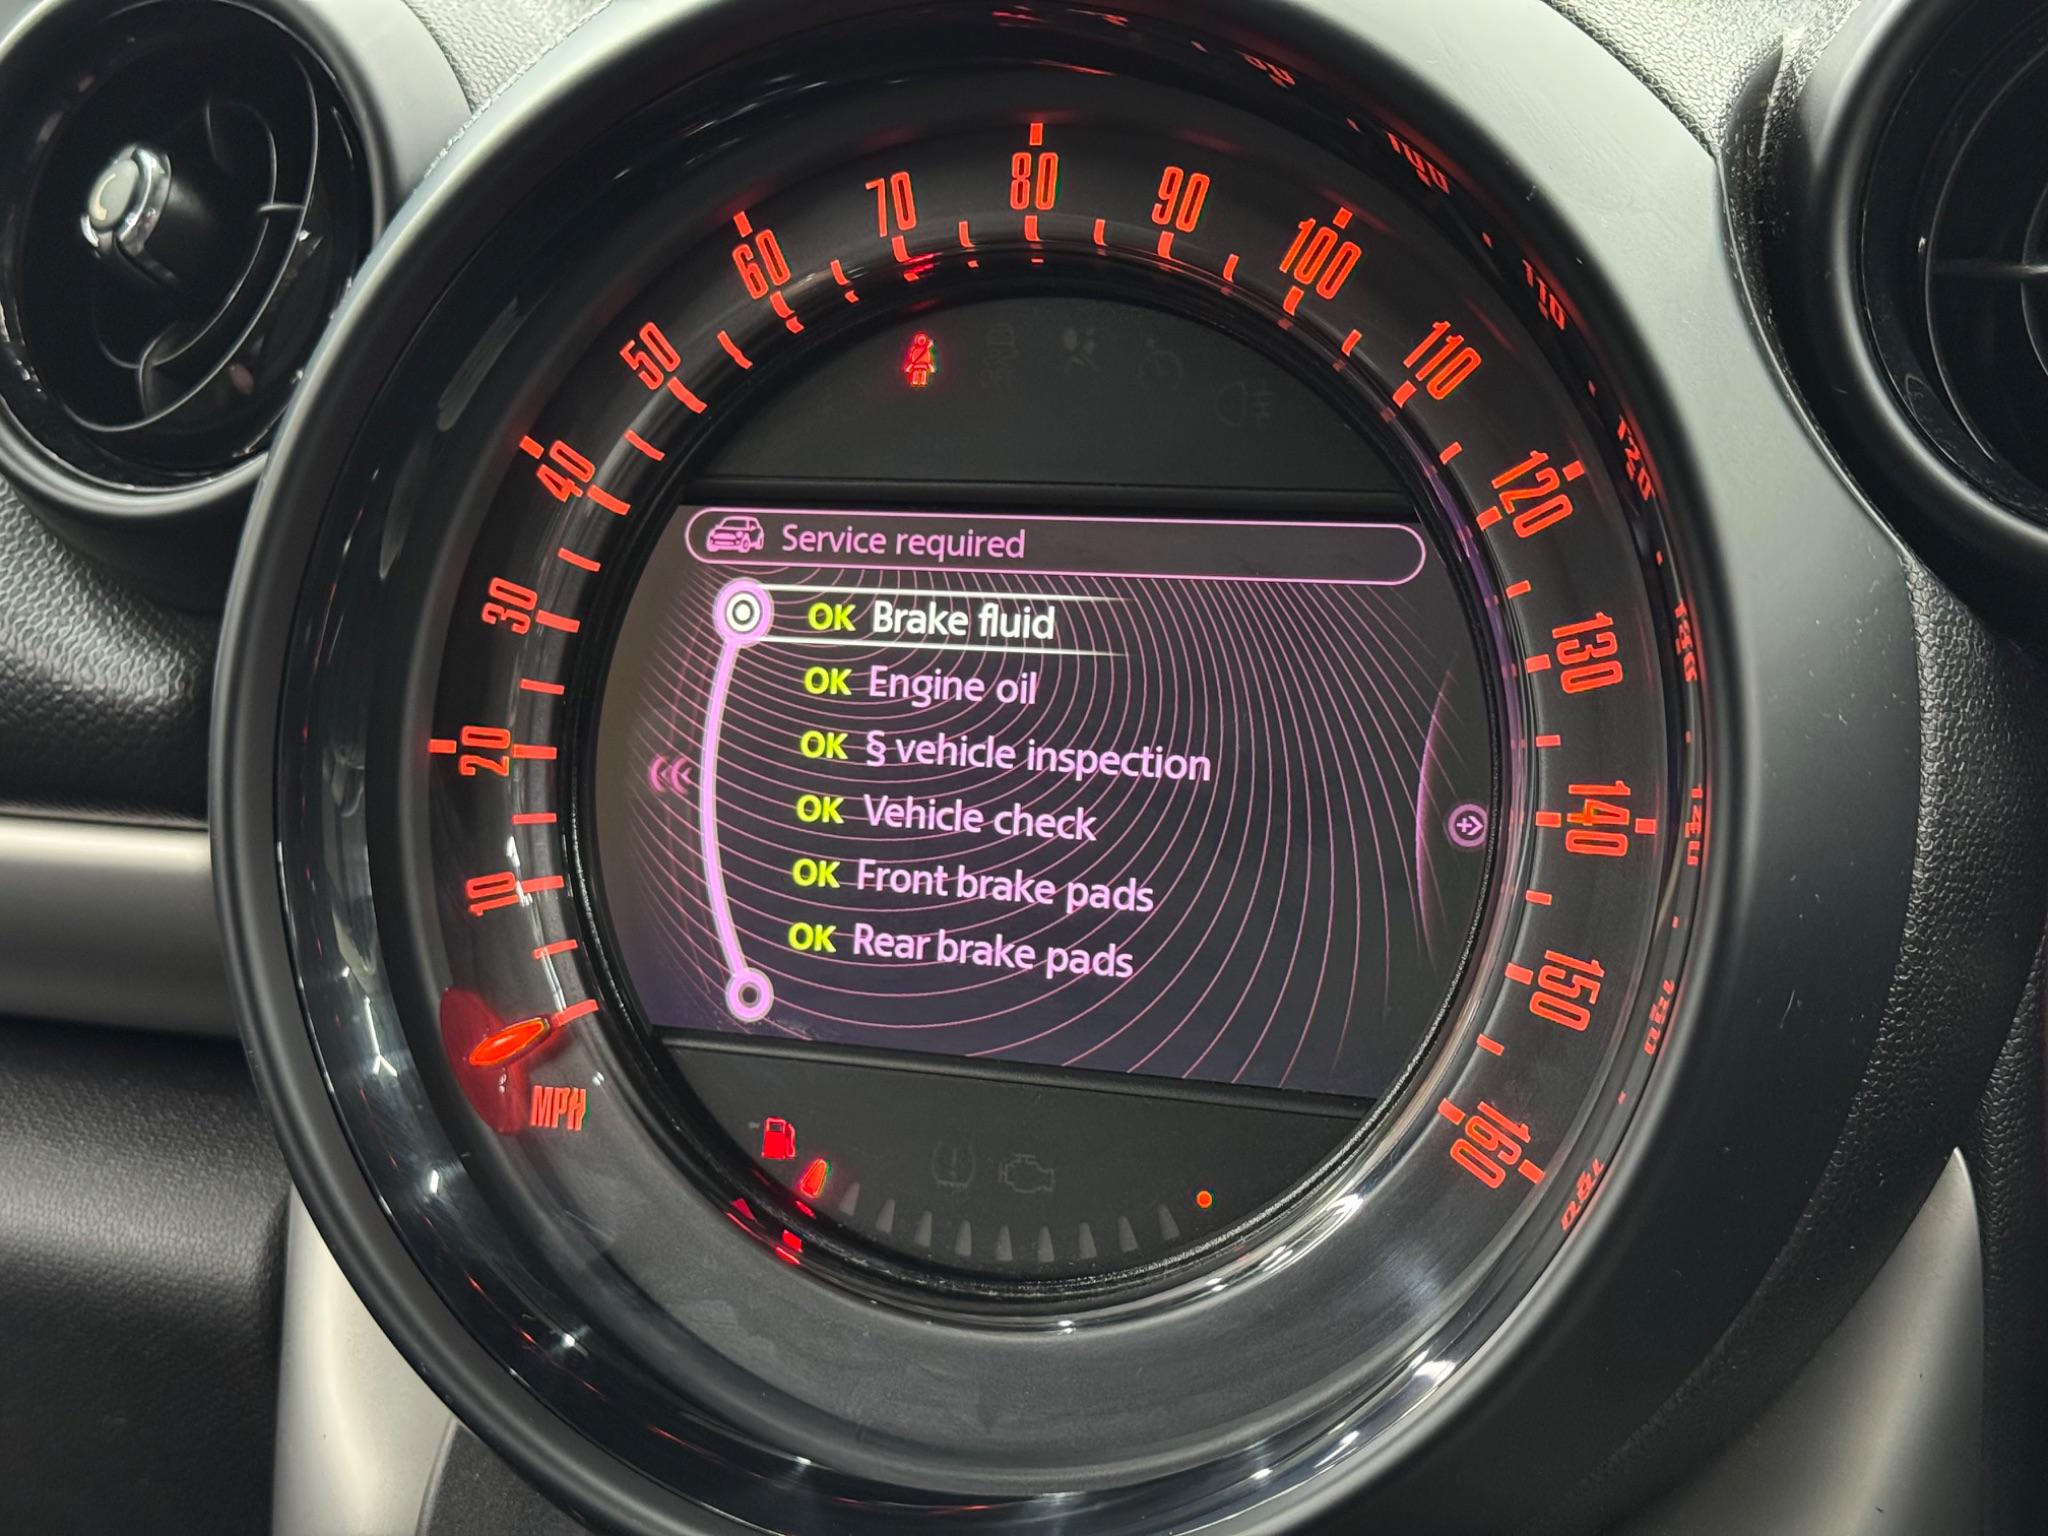 Service required
OK Brake fluid
OK Engine oil
OK § vehicle inspection
OK Vehicle check
OK Front brake pads
OK Rear brake pads
10
20
30
40
50
60
70
80
90
100
110
120
130
140
150
160
MPH